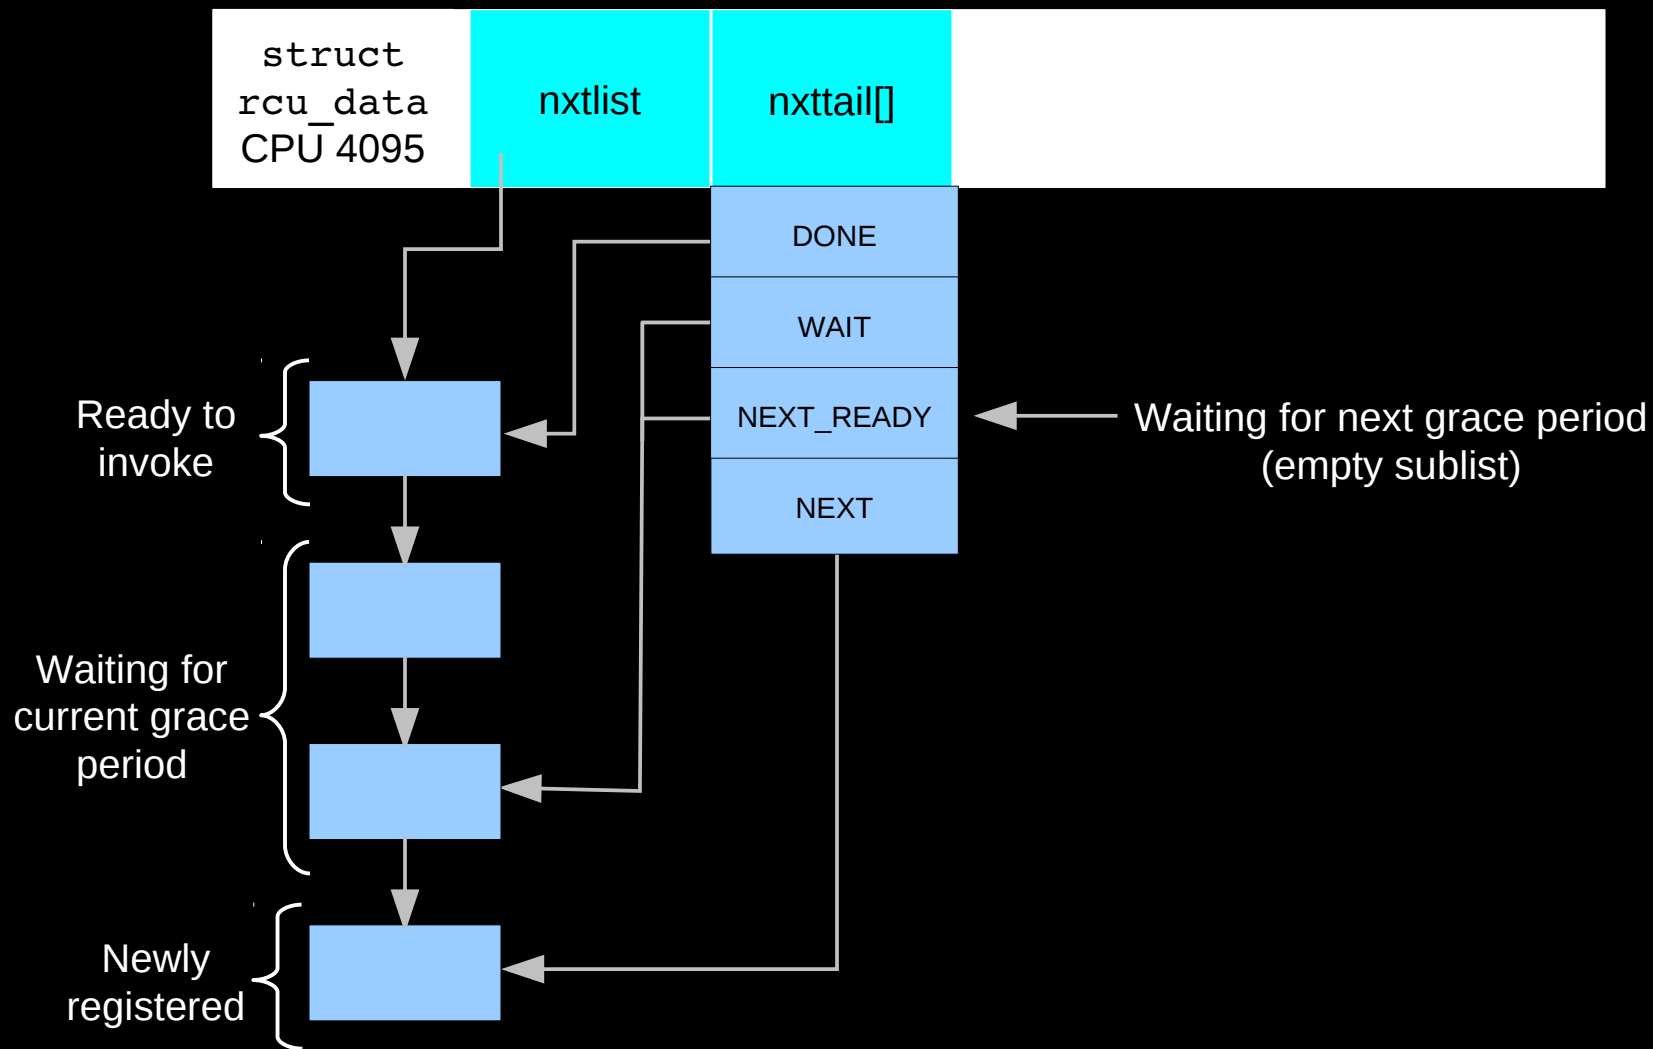 struct
rcu_data
CPU 4095
nxtlist
nxttail[]
DONE
WAIT
NEXT_READY
NEXT
Ready to
invoke
Waiting for next grace period
(empty sublist)
Waiting for
current grace
period
Newly
registered